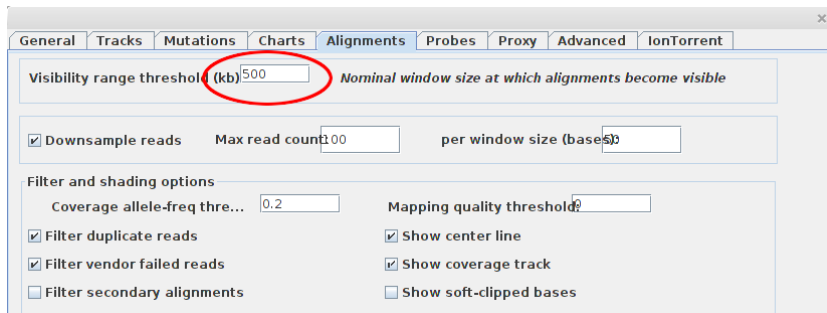 ×
General Tracks Mutations Charts Alignments Probes Proxy Advanced IonTorrent
Visibility range threshold (kb) 500 Nominal window size at which alignments become visible
Downsample reads Max read count: 100 per window size (bases): 50
Filter and shading options
Coverage allele-freq thre... 0.2 Mapping quality threshold: 0
Filter duplicate reads Show center line
Filter vendor failed reads Show coverage track
Filter secondary alignments Show soft-clipped bases